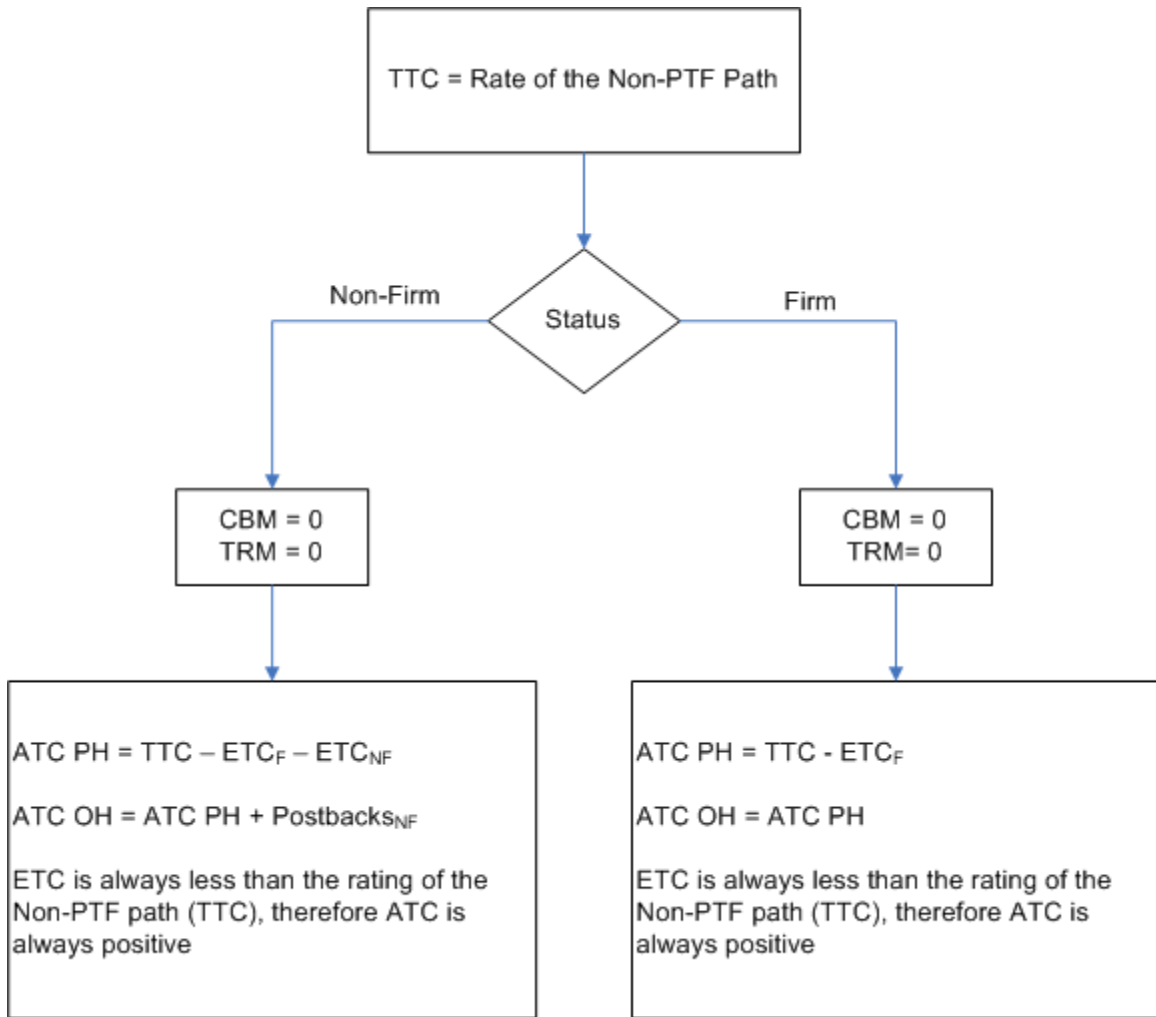 TTC = Rate of the Non-PTF Path
Non-Firm
Status
Firm
CBM = 0
TRM = 0
CBM = 0
TRM= 0
ATC PH = TTC – ETCF – ETCNF
ATC OH = ATC PH + PostbacksNF
ETC is always less than the rating of the
Non-PTF path (TTC), therefore ATC is
always positive
ATC PH = TTC - ETCF
ATC OH = ATC PH
ETC is always less than the rating of the
Non-PTF path (TTC), therefore ATC is
always positive